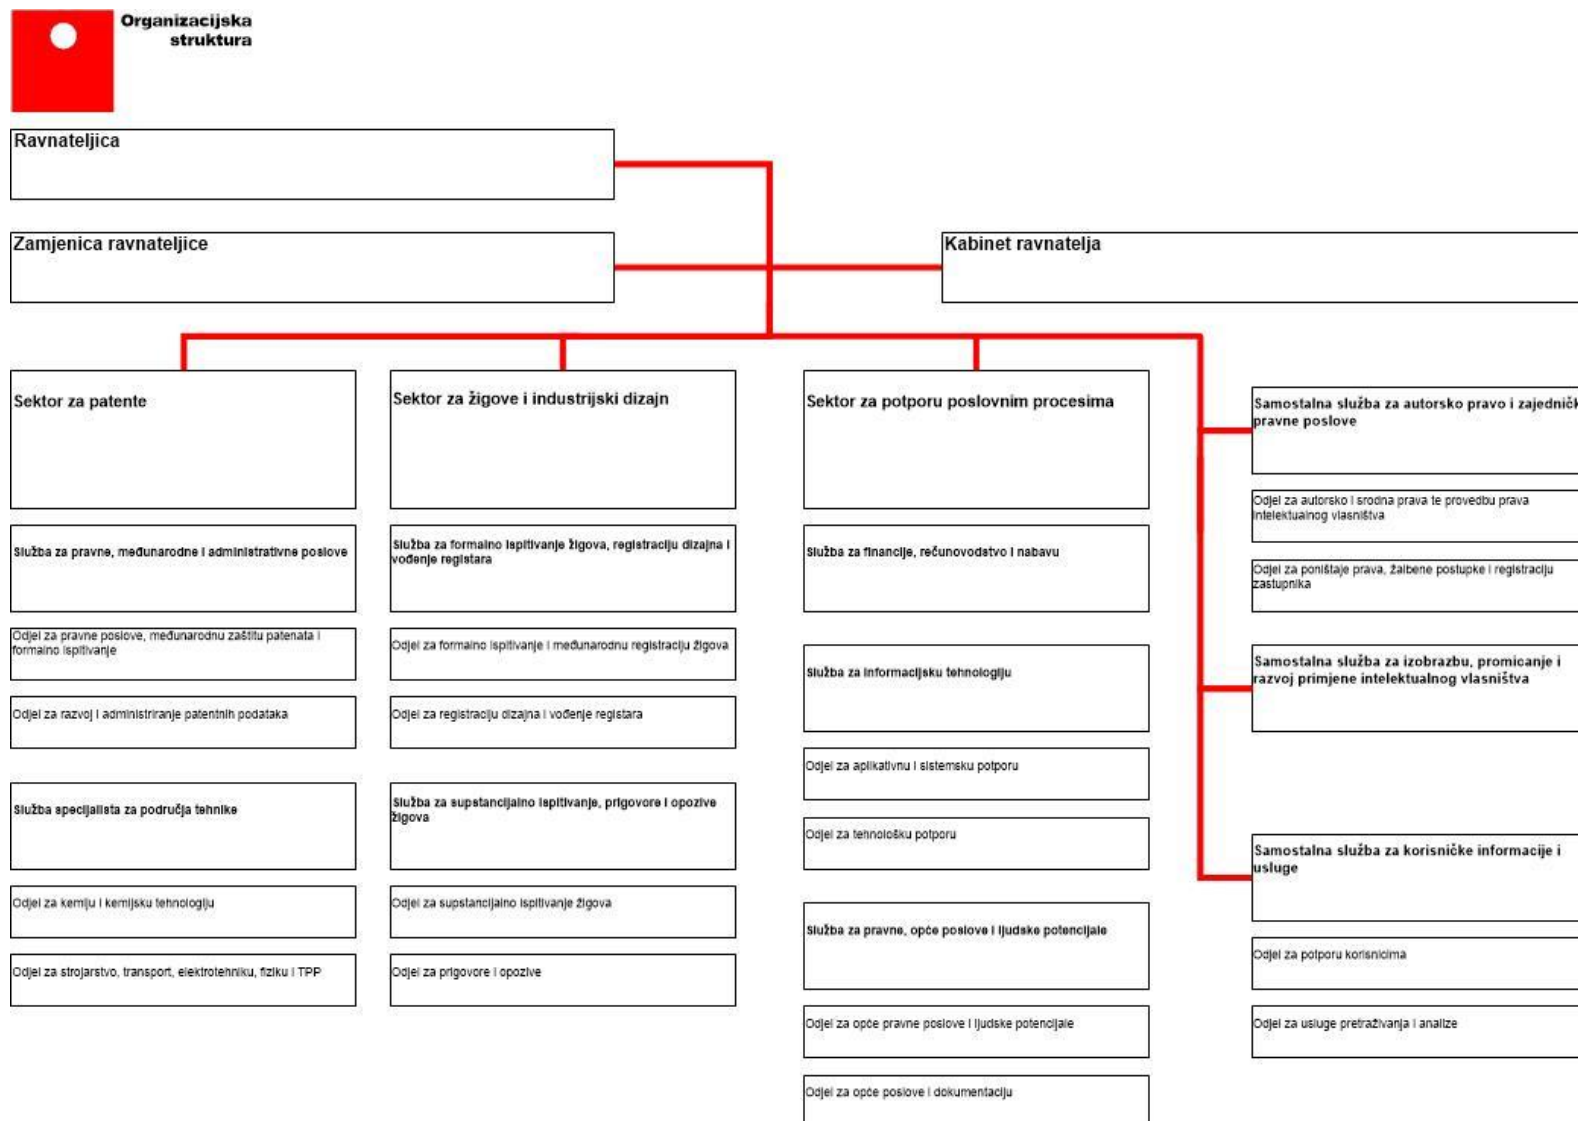 Organizacijska
struktura
Ravnateljica
Zamjenica ravnateljice
Kabinet ravnatelja
Sektor za patente
Služba za pravne, međunarodne i administrativne poslove
Odjel za pravne poslove, međunarodnu zaštitu patenata i
formalno ispitivanje
Odjel za razvoj i administriranje patentnih podataka
Služba specijalista za područja tehnike
Odjel za kemiju i kemijsku tehnologiju
Odjel za strojarstvo, transport, elektrotehniku, fiziku i TPP
Sektor za žigove i industrijski dizajn
Služba za formalno ispitivanje žigova, registraciju dizajna i
vođenje registara
Odjel za formalno ispitivanje i međunarodnu registraciju žigova
Odjel za registraciju dizajna i vođenje registara
Služba za supstancijalno ispitivanje, prigovore i opozive
žigova
Odjel za supstancijalno ispitivanje žigova
Odjel za prigovore i opozive
Sektor za potporu poslovnim procesima
Služba za financije, računovodstvo i nabavu
Služba za informacijsku tehnologiju
Odjel za aplikativnu i sistemsku potporu
Odjel za tehnološku potporu
Služba za pravne, opće poslove i ljudske potencijale
Odjel za opće pravne poslove i ljudske potencijale
Odjel za opće poslove i dokumentaciju
Samostalna služba za autorsko pravo i zajedničk
pravne poslove
Odjel za autorsko i srodna prava te provedbu prava
intelektualnog vlasništva
Odjel za poništaje prava, žalbene postupke i registraciju
zastupnika
Samostalna služba za izobrazbu, promicanje i
razvoj primjene intelektualnog vlasništva
Samostalna služba za korisničke informacije i
usluge
Odjel za potporu korisnicima
Odjel za usluge pretraživanja i analize